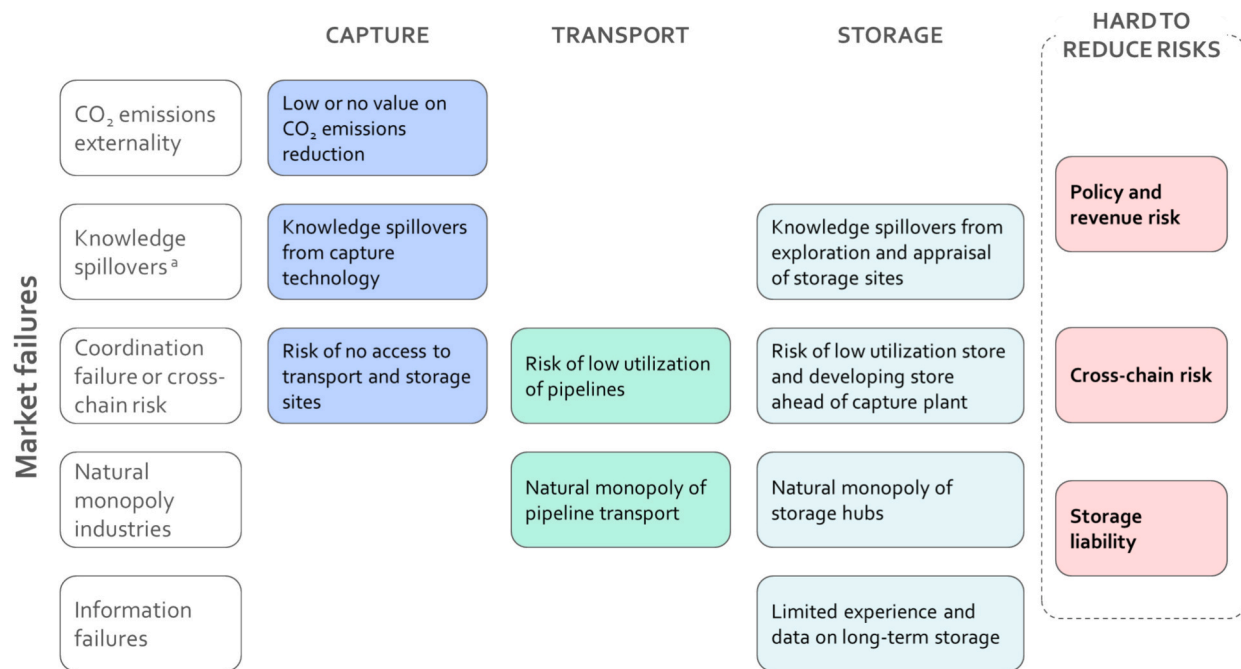 CAPTURE
TRANSPORT
STORAGE
HARD TO
REDUCE RISKS
Market failures
CO₂ emissions
externality
Low or no value on
CO₂ emissions
reduction
Policy and
revenue risk
Knowledge
spillovers ᵃ
Knowledge spillovers
from capture
technology
Knowledge spillovers from
exploration and appraisal
of storage sites
Coordination
failure or cross-
chain risk
Risk of no access to
transport and storage
sites
Risk of low utilization
of pipelines
Risk of low utilization store
and developing store
ahead of capture plant
Cross-chain risk
Natural
monopoly
industries
Natural monopoly of
pipeline transport
Natural monopoly of
storage hubs
Storage
liability
Information
failures
Limited experience and
data on long-term storage